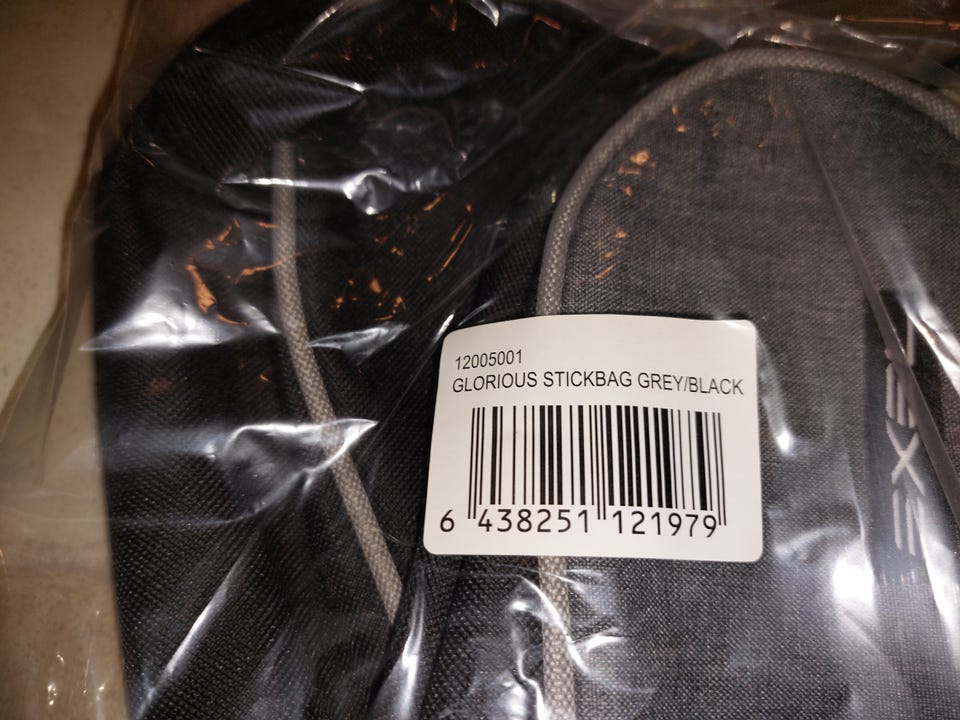 12005001
GLORIOUS STICKBAG GREY/BLACK
6 438251 121979